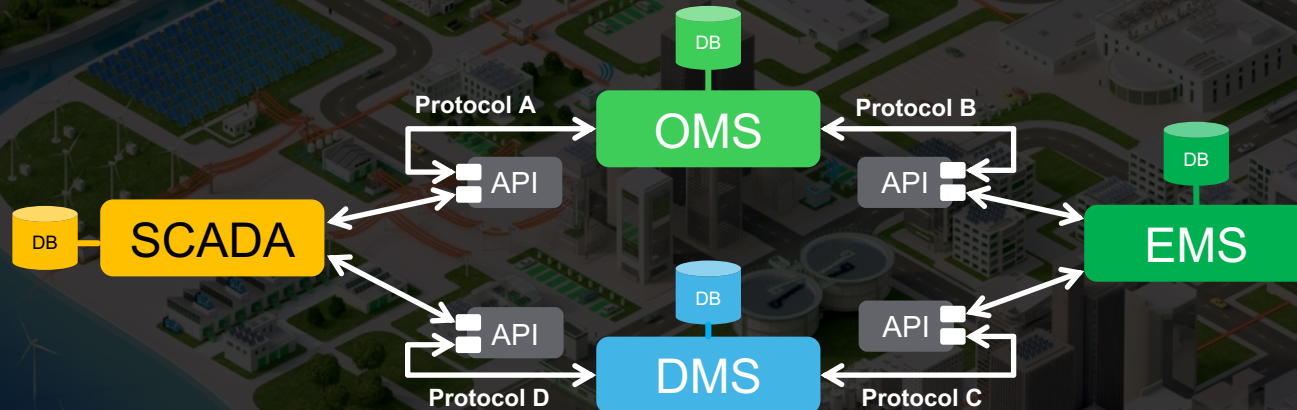 DB
Protocol A
OMS
Protocol B
API
API
DB
DB
SCADA
EMS
DB
API
API
DMS
Protocol D
Protocol C